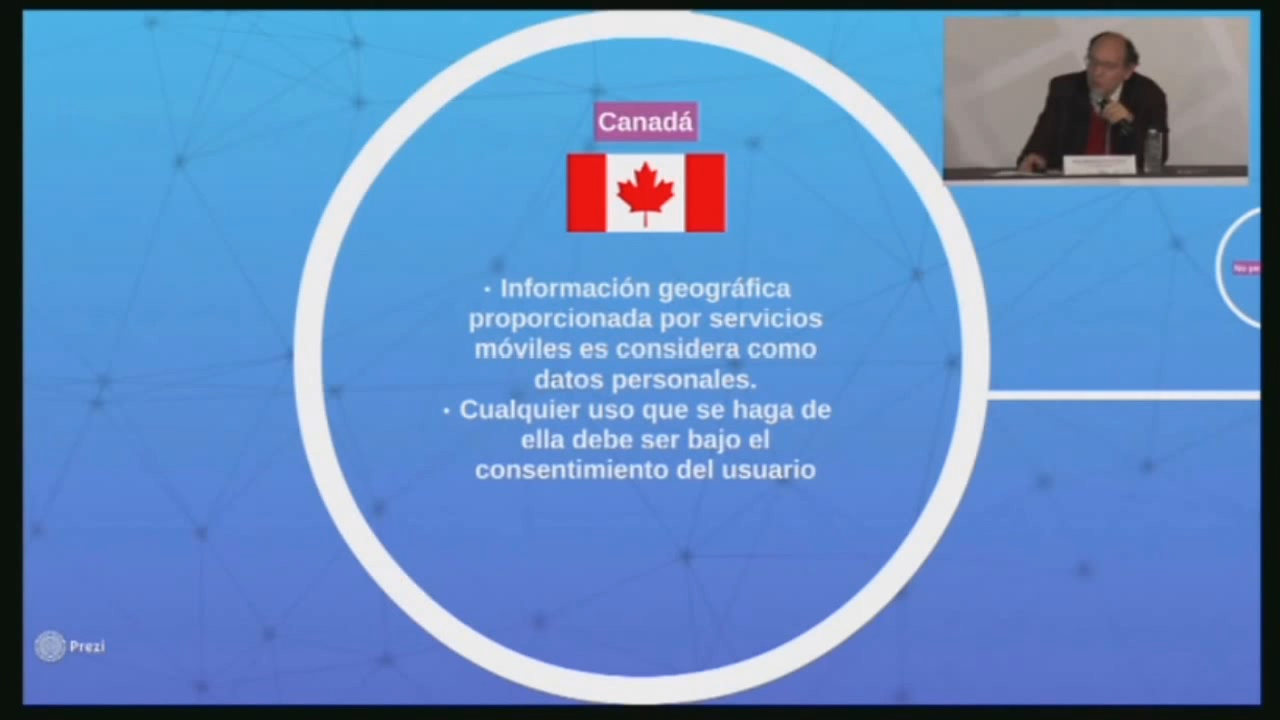 Canadá
• Información geográfica
proporcionada por servicios
móviles es considera como
datos personales.
• Cualquier uso que se haga de
ella debe ser bajo el
consentimiento del usuario
Prezi